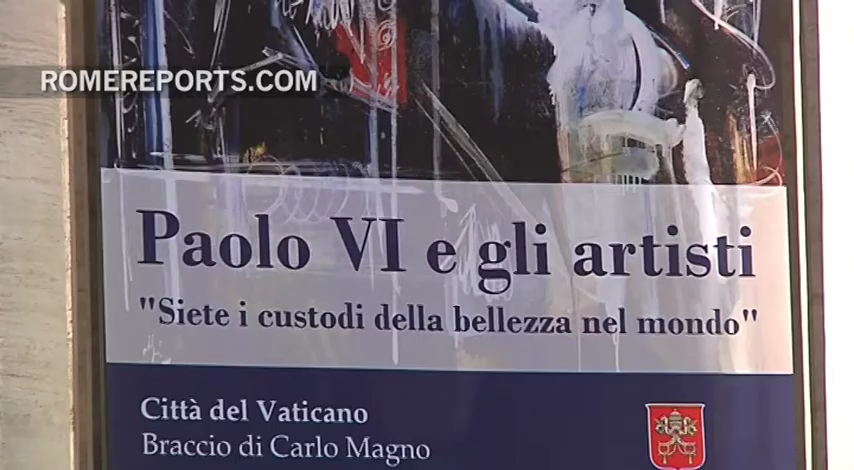 ROMEREPORTS.COM
Paolo VI e gli artisti
"Siete i custodi della bellezza nel mondo"
Città del Vaticano
Braccio di Carlo Magno